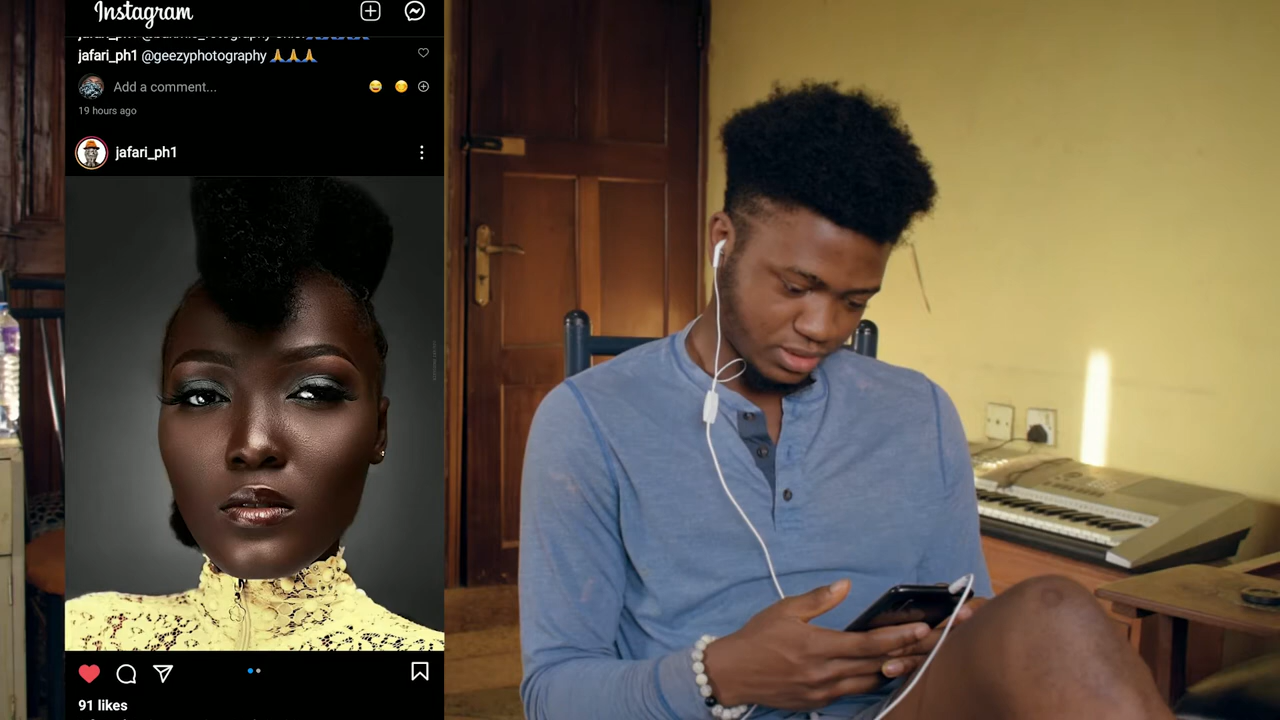 Instagram
jafari_ph1 @geezyphotography 🙏🙏🙏
Add a comment...
19 hours ago
jafari_ph1
91 likes